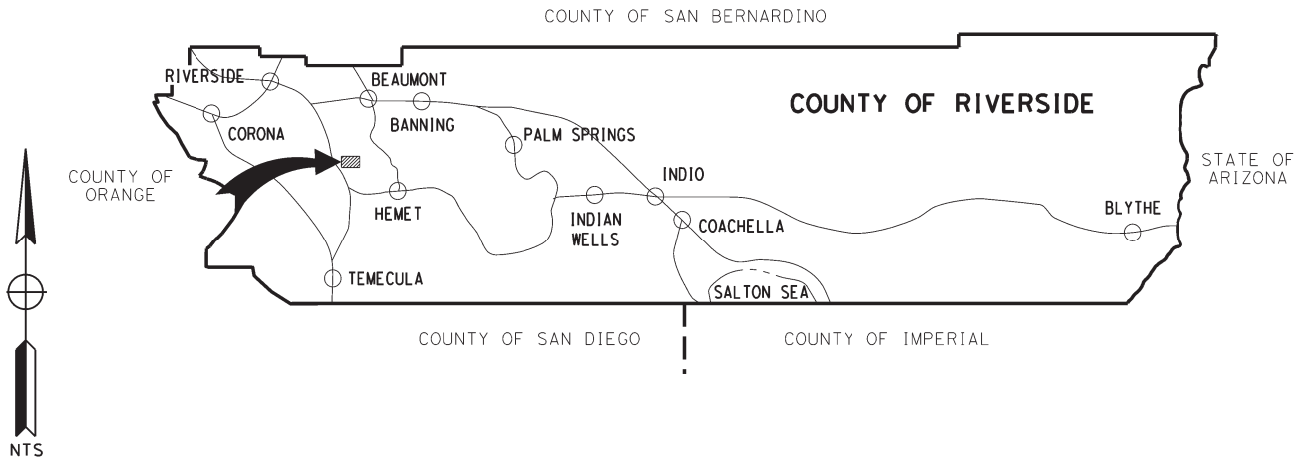 COUNTY OF SAN BERNARDINO
RIVERSIDE
BEAUMONT
COUNTY OF RIVERSIDE
BANNING
CORONA
PALM SPRINGS
COUNTY OF
ORANGE
STATE OF
ARIZONA
INDIO
HEMET
INDIAN
WELLS
COACHELLA
BLYTHE
TEMECULA
SALTON SEA
COUNTY OF SAN DIEGO
COUNTY OF IMPERIAL
NTS